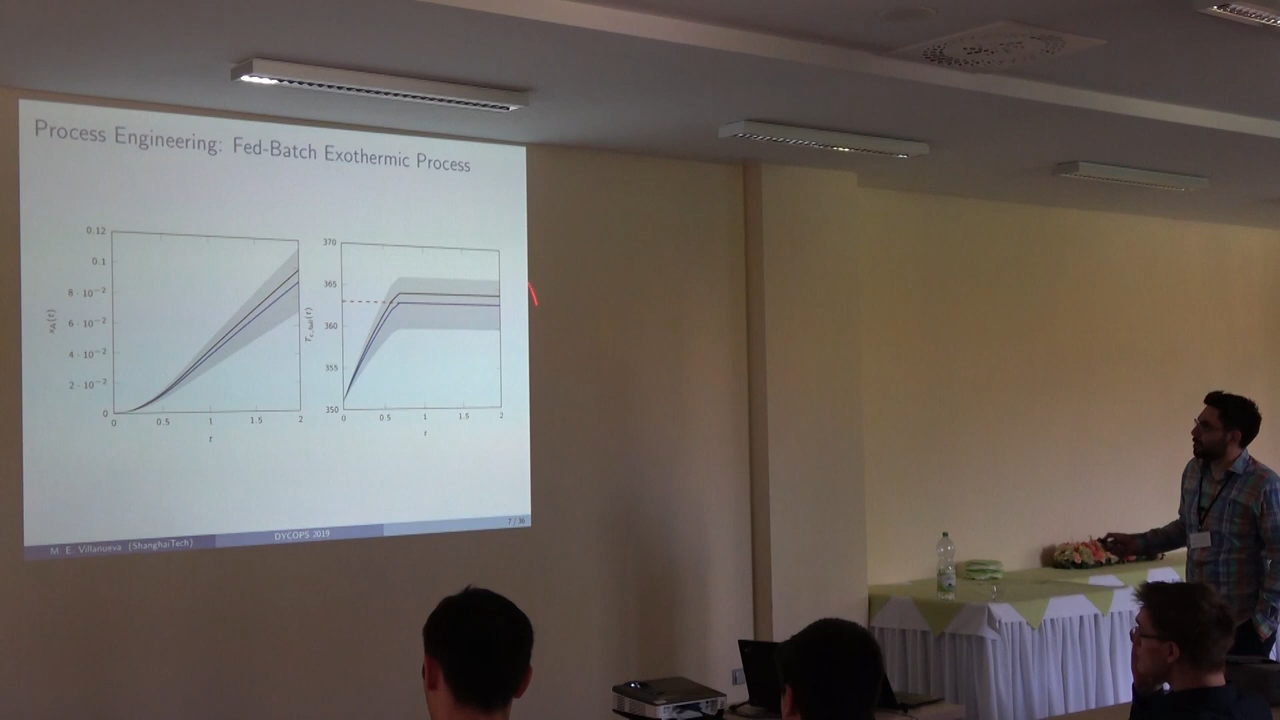 Process Engineering: Fed-Batch Exothermic Process
0.12
0.1
8 · 10⁻²
6 · 10⁻²
4 · 10⁻²
2 · 10⁻²
0
0 0.5 1 1.5 2
t
370
365
360
355
350
0 0.5 1 1.5 2
t
7 / 36
M. E. Villanueva (ShanghaiTech) DYCOPS 2019